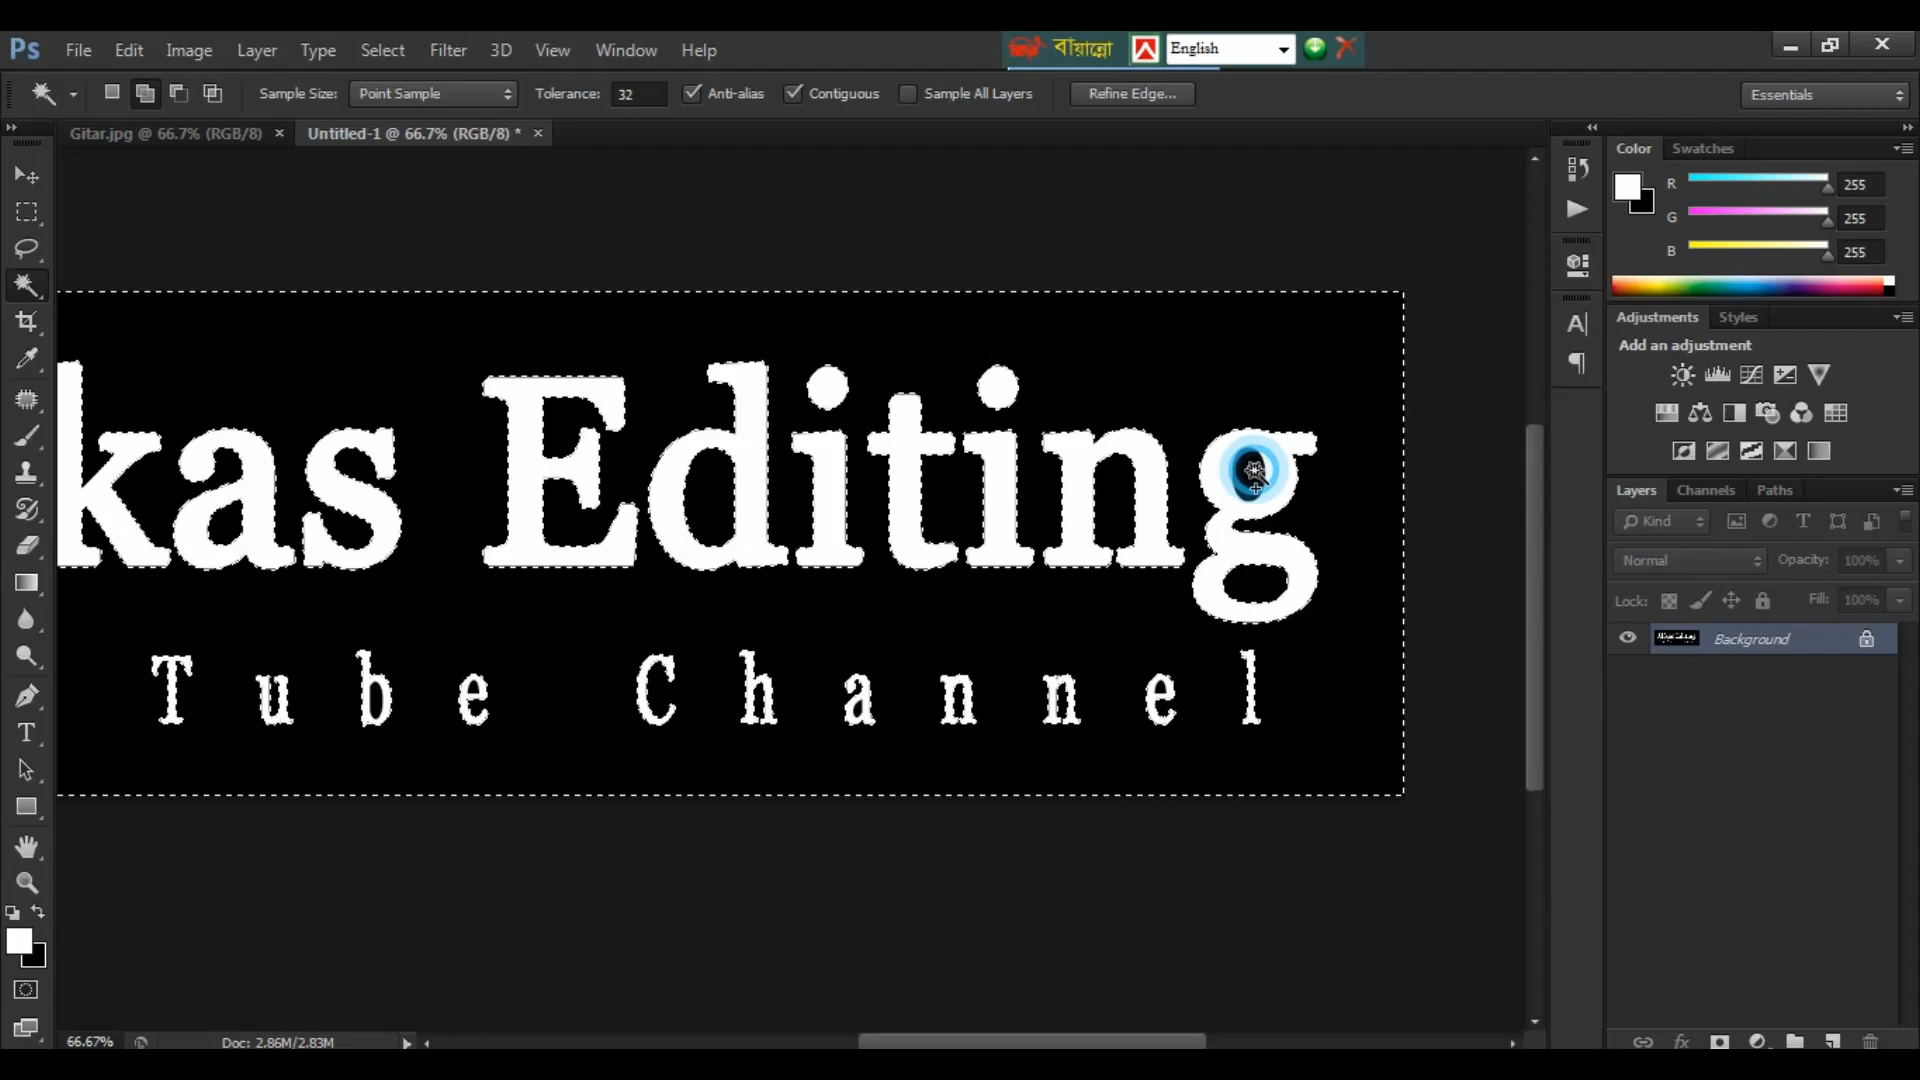 Ps File Edit Image Layer Type Select Filter 3D View Window Help বায়ান্নো English
Sample Size: Point Sample Tolerance: 32 Anti-alias Contiguous Sample All Layers Refine Edge... Essentials
Gitar.jpg @ 66.7% (RGB/8) × Untitled-1 @ 66.7% (RGB/8) * ×
Color Swatches
R 255
G 255
B 255
Adjustments Styles
Add an adjustment
kas Editing
Tube Channel
Layers Channels Paths
Kind
Normal Opacity: 100%
Lock: Fill: 100%
Background
66.67% Doc: 2.86M/2.83M